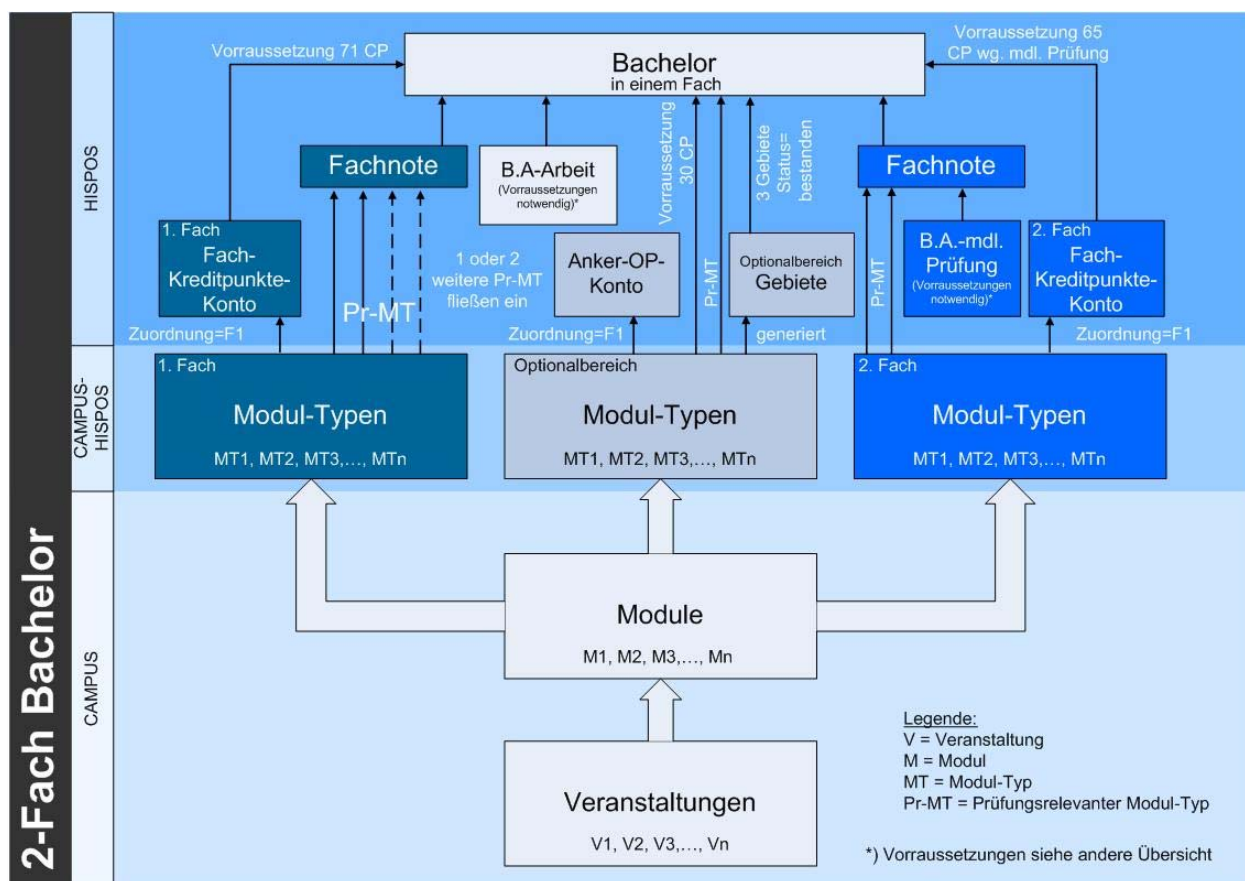 2-Fach Bachelor
HISPOS
CAMPUS-
HISPOS
CAMPUS
Vorraussetzung 71 CP
Bachelor
in einem Fach
Vorraussetzung 65
CP wg. mdl. Prüfung
Fachnote
B.A-Arbeit
(Vorraussetzungen
notwendig)*
Vorraussetzung
30 CP
3 Gebiete
Status=
bestanden
Fachnote
1. Fach
Fach-
Kreditpunkte-
Konto
1 oder 2
weitere Pr-MT
fließen ein
Pr-MT
Anker-OP-
Konto
Pr-MT
Optionalbereich
Gebiete
Pr-MT
B.A.-mdl.
Prüfung
(Vorraussetzungen
notwendig)*
2. Fach
Fach-
Kreditpunkte-
Konto
Zuordnung=F1
Zuordnung=F1
generiert
Zuordnung=F1
1. Fach
Modul-Typen
MT1, MT2, MT3,…, MTn
Optionalbereich
Modul-Typen
MT1, MT2, MT3,…, MTn
2. Fach
Modul-Typen
MT1, MT2, MT3,…, MTn
Module
M1, M2, M3,…, Mn
Veranstaltungen
V1, V2, V3,…, Vn
Legende:
V = Veranstaltung
M = Modul
MT = Modul-Typ
Pr-MT = Prüfungsrelevanter Modul-Typ
*) Vorraussetzungen siehe andere Übersicht